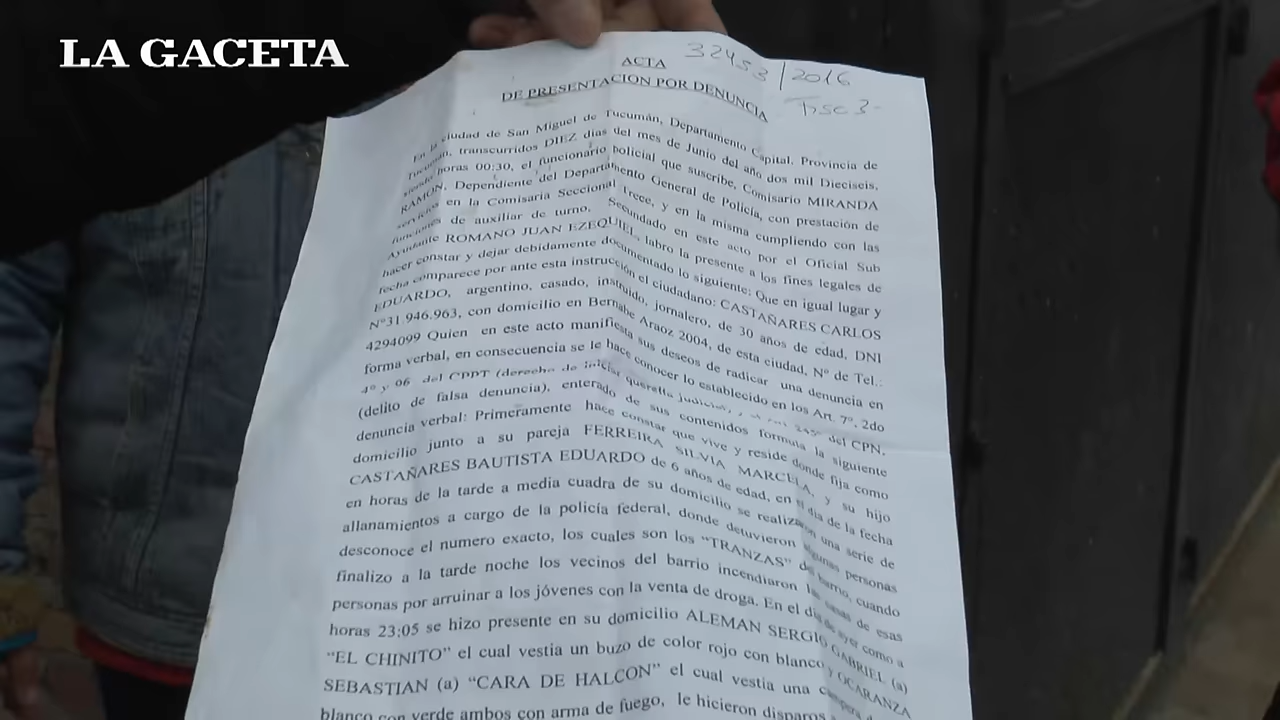 LA GACETA
32453/2016
ACTA
DE PRESENTACION POR DENUNCIA
En la ciudad de San Miguel de Tucumán, Departamento Capital. Provincia de
Tucumán, transcurridos DIEZ días del mes de Junio del año dos mil Dieciseis,
siendo horas 00:30, el funcionario policial que suscribe, Comisario MIRANDA
RAMON, Dependiente del Departamento General de Policía, con prestación de
servicios en la Comisaría Seccional Trece, y en la misma cumpliendo con las
funciones de auxiliar de turno, Secundado en este acto por el Oficial Sub
Ayudante ROMANO JUAN EZEQUIEL, labro la presente a los fines legales de
hacer constar y dejar debidamente documentado lo siguiente; Que en igual lugar y
fecha comparece por ante esta instrucción el ciudadano: CASTAÑARES CARLOS
EDUARDO, argentino, casado, instruido, jornalero, de 30 años de edad, DNI
N°31.946.963, con domicilio en Bernabe Araoz 2004, de esta ciudad, N° de Tel.:
4294099 Quien en este acto manifiesta sus deseos de radicar una denuncia en
forma verbal, en consecuencia se le hace conocer lo establecido en los Art. 7°, 2do
4° y 06 del CPPT (derecho de iniciar querella 245° del CPN,
(delito de falsa denuncia), enterado de sus contenidos formula la siguiente
denuncia verbal: Primeramente hace constar que vive y reside donde fija como
domicilio junto a su pareja FERREIRA SILVIA MARCELA, y su hijo
CASTAÑARES BAUTISTA EDUARDO de 6 años de edad, en el día de la fecha
en horas de la tarde a media cuadra de su domicilio se realizaron una serie de
allanamientos a cargo de la policía federal, donde detuvieron algunas personas
desconoce el numero exacto, los cuales son los "TRANZAS" del barrio, cuando
finalizo a la tarde noche los vecinos del barrio incendiaron las casas de esas
personas por arruinar a los jóvenes con la venta de droga. En el día de ayer como a
horas 23:05 se hizo presente en su domicilio ALEMAN SERGIO GABRIEL (a)
"EL CHINITO" el cual vestia un buzo de color rojo con blanco y OCARANZA
SEBASTIAN (a) "CARA DE HALCON" el cual vestía una campera
blanco con verde ambos con arma de fuego, le hicieron disparos